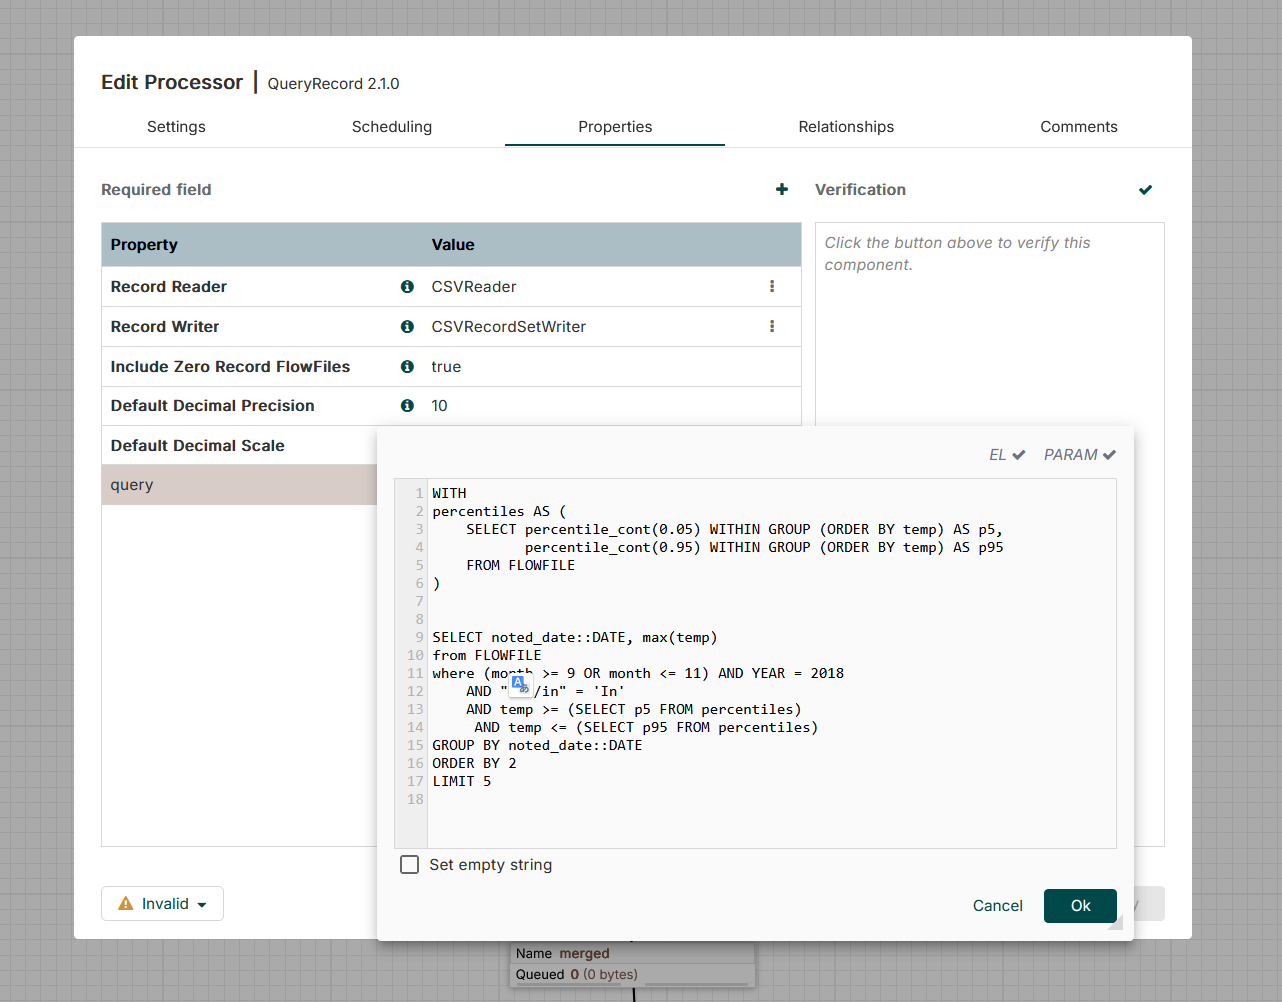 Edit Processor | QueryRecord 2.1.0
Settings Scheduling Properties Relationships Comments
Required field
Verification
Property Value
Record Reader CSVReader
Record Writer CSVRecordSetWriter
Include Zero Record FlowFiles true
Default Decimal Precision 10
Default Decimal Scale
query
Click the button above to verify this
component.
EL PARAM
1 WITH
2 percentiles AS (
3 SELECT percentile_cont(0.05) WITHIN GROUP (ORDER BY temp) AS p5,
4 percentile_cont(0.95) WITHIN GROUP (ORDER BY temp) AS p95
5 FROM FLOWFILE
6 )
7
8
9 SELECT noted_date::DATE, max(temp)
10 from FLOWFILE
11 where (month >= 9 OR month <= 11) AND YEAR = 2018
12 AND "/in" = 'In'
13 AND temp >= (SELECT p5 FROM percentiles)
14 AND temp <= (SELECT p95 FROM percentiles)
15 GROUP BY noted_date::DATE
16 ORDER BY 2
17 LIMIT 5
18
Set empty string
Cancel Ok
Invalid
Name merged
Queued 0 (0 bytes)